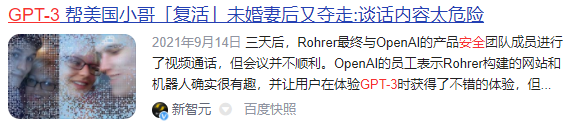 GPT-3 帮美国小哥「复活」未婚妻后又夺走:谈话内容太危险
2021年9月14日 三天后，Rohrer最终与OpenAI的产品安全团队成员进行
了视频通话，但会议并不顺利。OpenAI的员工表示Rohrer构建的网站和
机器人确实很有趣，并让用户在体验GPT-3时获得了不错的体验，但...
新智元 百度快照